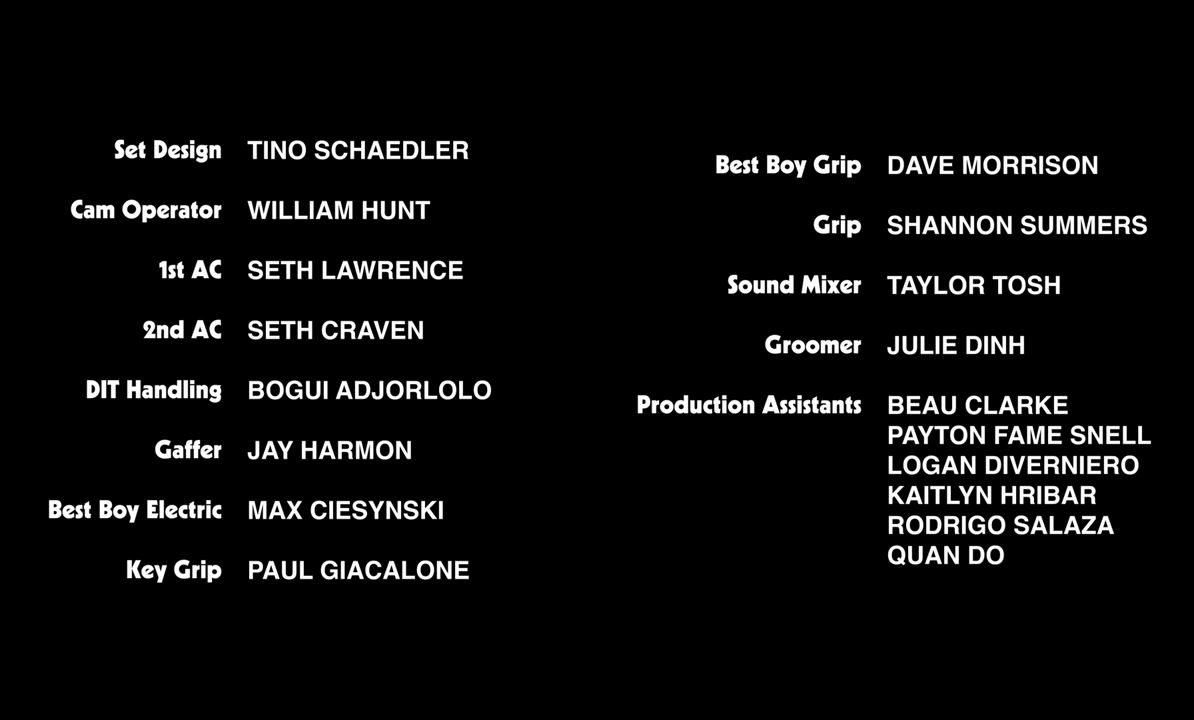 Set Design TINO SCHAEDLER
Cam Operator WILLIAM HUNT
1st AC SETH LAWRENCE
2nd AC SETH CRAVEN
DIT Handling BOGUI ADJORLOLO
Gaffer JAY HARMON
Best Boy Electric MAX CIESYNSKI
Key Grip PAUL GIACALONE
Best Boy Grip DAVE MORRISON
Grip SHANNON SUMMERS
Sound Mixer TAYLOR TOSH
Groomer JULIE DINH
Production Assistants BEAU CLARKE
PAYTON FAME SNELL
LOGAN DIVERNIERO
KAITLYN HRIBAR
RODRIGO SALAZA
QUAN DO